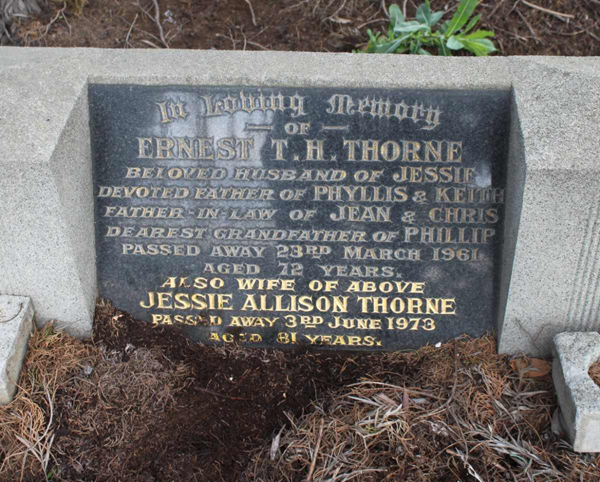 In Loving Memory
— OF —
ERNEST T. H. THORNE
BELOVED HUSBAND OF JESSIE
DEVOTED FATHER OF PHYLLIS & KEITH
FATHER-IN-LAW OF JEAN & CHRIS
DEAREST GRANDFATHER OF PHILLIP
PASSED AWAY 23RD MARCH 1961
AGED 72 YEARS.
ALSO WIFE OF ABOVE
JESSIE ALLISON THORNE
PASSED AWAY 3RD JUNE 1973
AGED 81 YEARS.